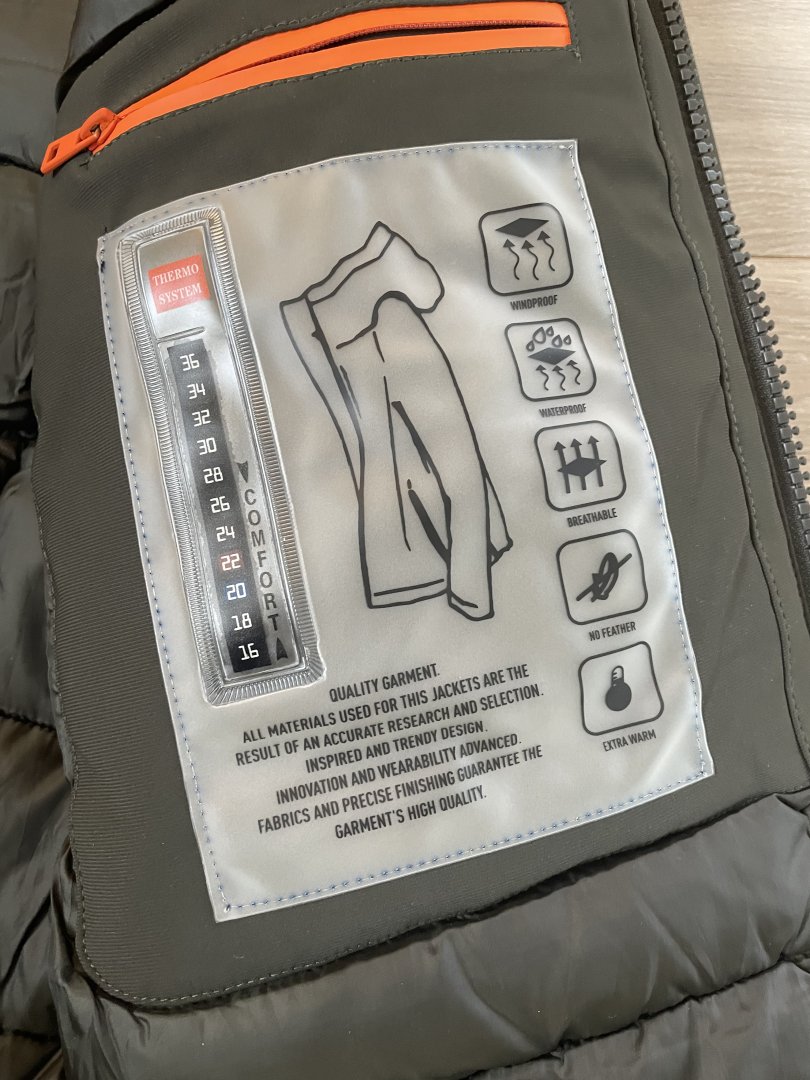 THERMO
SYSTEM
36
34
32
30
28
26
24
22
20
18
16
COMFORT
WINDPROOF
WATERPROOF
BREATHABLE
NO FEATHER
EXTRA WARM
QUALITY GARMENT.
ALL MATERIALS USED FOR THIS JACKETS ARE THE
RESULT OF AN ACCURATE RESEARCH AND SELECTION.
INSPIRED AND TRENDY DESIGN.
INNOVATION AND WEARABILITY ADVANCED.
FABRICS AND PRECISE FINISHING GUARANTEE THE
GARMENT'S HIGH QUALITY.